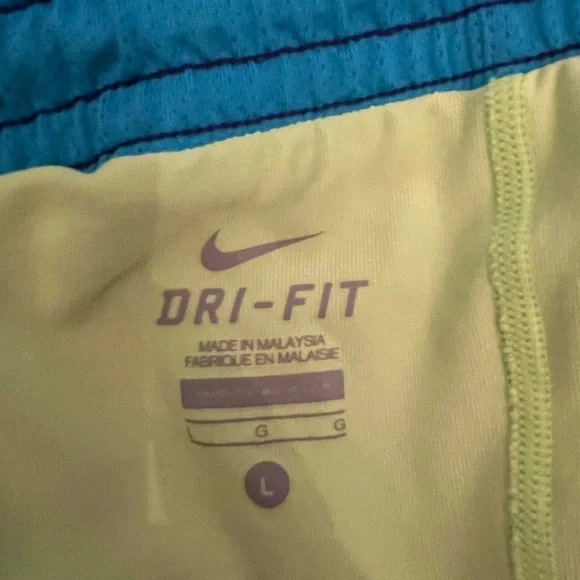 DRI-FIT
MADE IN MALAYSIA
FABRIQUE EN MALAISIE
G G
L